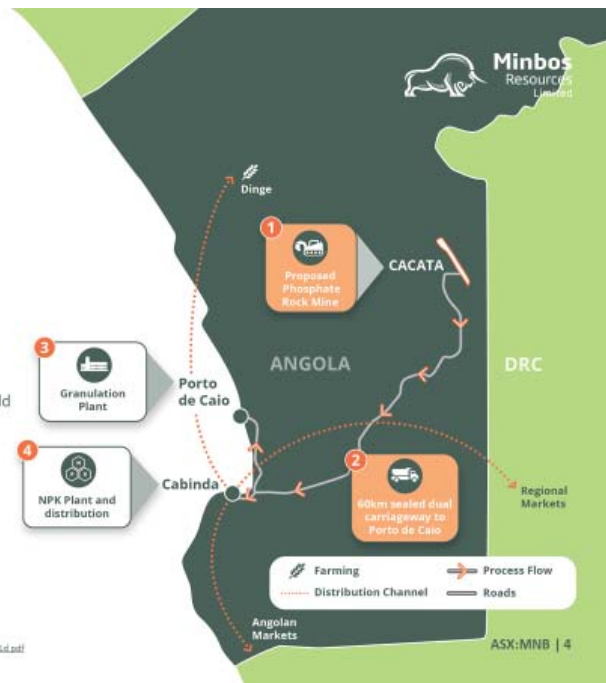 Minbos
Resources
Limited
Dinge
1
Proposed
Phosphate
Rock Mine
CACATA
3
Granulation
Plant
Porto
de Caio
ANGOLA
DRC
4
NPK Plant and
distribution
Cabinda
2
60km sealed dual
carriageway to
Porto de Caio
Regional
Markets
Farming
Process Flow
Distribution Channel
Roads
Angolan
Markets
ASX:MNB | 4
ld